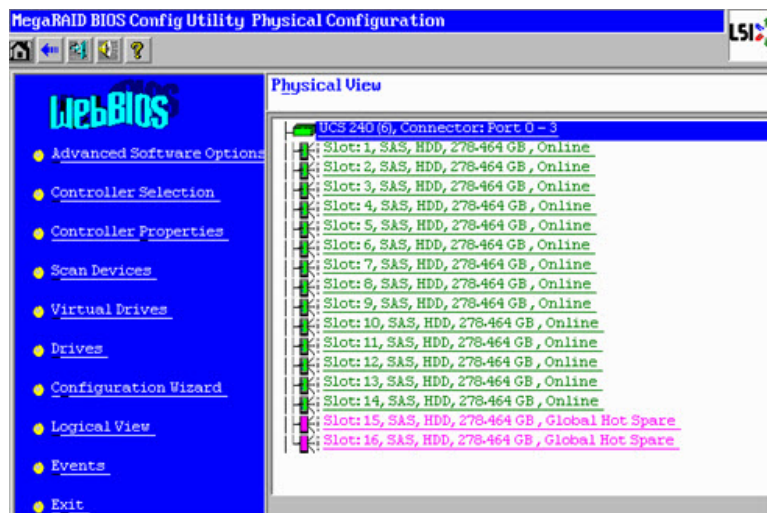 MegaRAID BIOS Config Utility Physical Configuration
LSI
WebBIOS
Advanced Software Options
Controller Selection
Controller Properties
Scan Devices
Virtual Drives
Drives
Configuration Wizard
Logical View
Events
Exit
Physical View
UCS 240 (6), Connector: Port 0 - 3
Slot: 1, SAS, HDD, 278.464 GB , Online
Slot: 2, SAS, HDD, 278.464 GB , Online
Slot: 3, SAS, HDD, 278.464 GB , Online
Slot: 4, SAS, HDD, 278.464 GB , Online
Slot: 5, SAS, HDD, 278.464 GB , Online
Slot: 6, SAS, HDD, 278.464 GB , Online
Slot: 7, SAS, HDD, 278.464 GB , Online
Slot: 8, SAS, HDD, 278.464 GB , Online
Slot: 9, SAS, HDD, 278.464 GB , Online
Slot: 10, SAS, HDD, 278.464 GB , Online
Slot: 11, SAS, HDD, 278.464 GB , Online
Slot: 12, SAS, HDD, 278.464 GB , Online
Slot: 13, SAS, HDD, 278.464 GB , Online
Slot: 14, SAS, HDD, 278.464 GB , Online
Slot: 15, SAS, HDD, 278.464 GB , Global Hot Spare
Slot: 16, SAS, HDD, 278.464 GB , Global Hot Spare